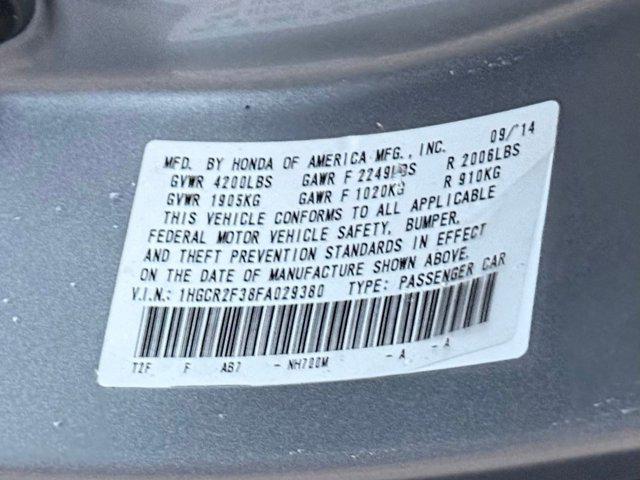 MFD. BY HONDA OF AMERICA MFG., INC. 09/'14
GVWR 4200LBS GAWR F 2249LBS R 2006LBS
GVWR 1905KG GAWR F 1020KG R 910KG
THIS VEHICLE CONFORMS TO ALL APPLICABLE
FEDERAL MOTOR VEHICLE SAFETY, BUMPER,
AND THEFT PREVENTION STANDARDS IN EFFECT
ON THE DATE OF MANUFACTURE SHOWN ABOVE.
V.I.N.: 1HGCR2F38FA029380 TYPE: PASSENGER CAR
T2F F AB7 - NH700M - A - A